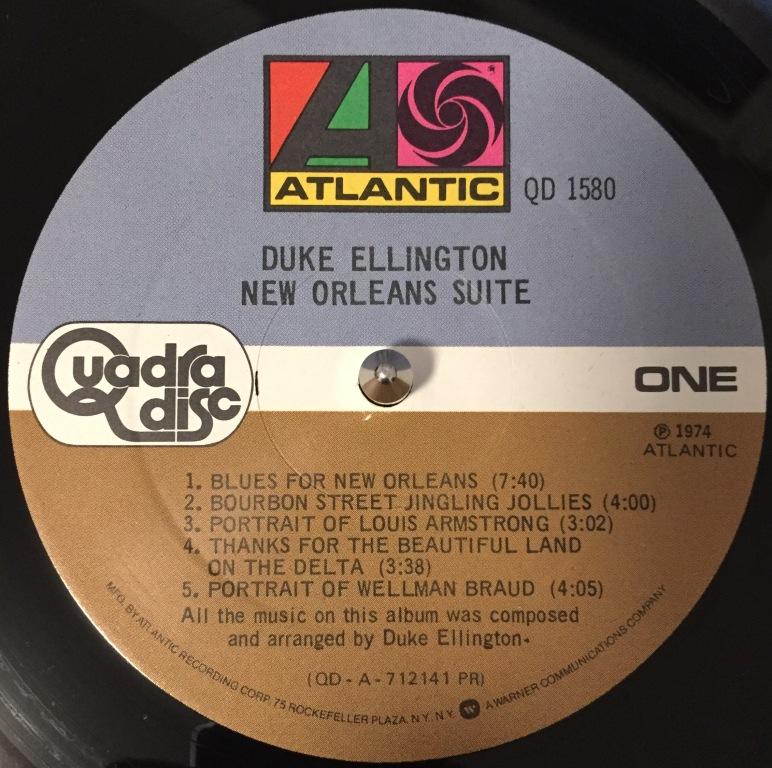 ATLANTIC
QD 1580
DUKE ELLINGTON
NEW ORLEANS SUITE
Quadra
disc
ONE
℗ 1974
ATLANTIC
1. BLUES FOR NEW ORLEANS (7:40)
2. BOURBON STREET JINGLING JOLLIES (4:00)
3. PORTRAIT OF LOUIS ARMSTRONG (3:02)
4. THANKS FOR THE BEAUTIFUL LAND
ON THE DELTA (3:38)
5. PORTRAIT OF WELLMAN BRAUD (4:05)
All the music on this album was composed
and arranged by Duke Ellington.
(QD - A - 712141 PR)
MFG. BY ATLANTIC RECORDING CORP. 75 ROCKEFELLER PLAZA, N.Y. N.Y. A WARNER COMMUNICATIONS COMPANY